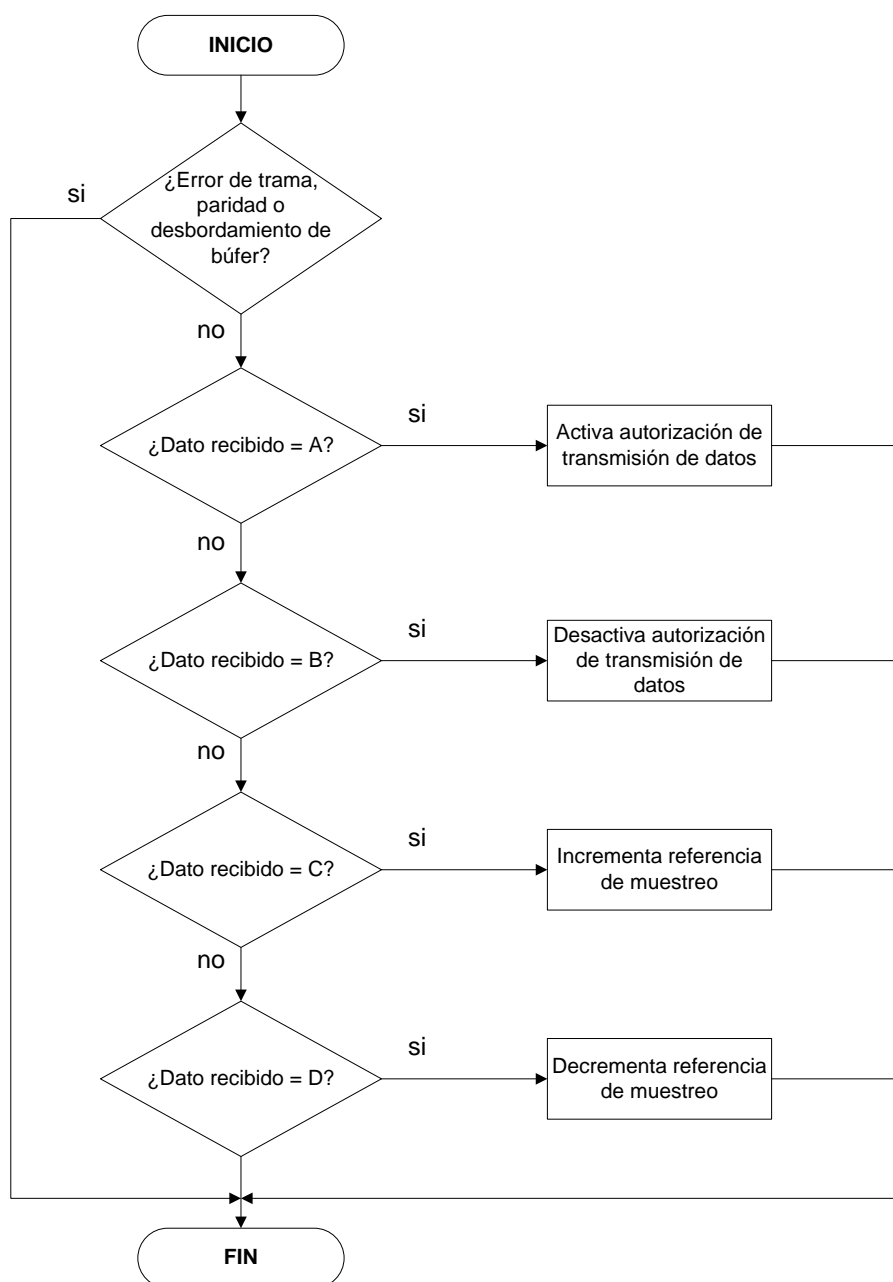 INICIO
si
¿Error de trama,
paridad o
desbordamiento de
búfer?
no
¿Dato recibido = A?
si
Activa autorización de
transmisión de datos
no
¿Dato recibido = B?
si
Desactiva autorización
de transmisión de
datos
no
¿Dato recibido = C?
si
Incrementa referencia
de muestreo
no
¿Dato recibido = D?
si
Decrementa referencia
de muestreo
FIN